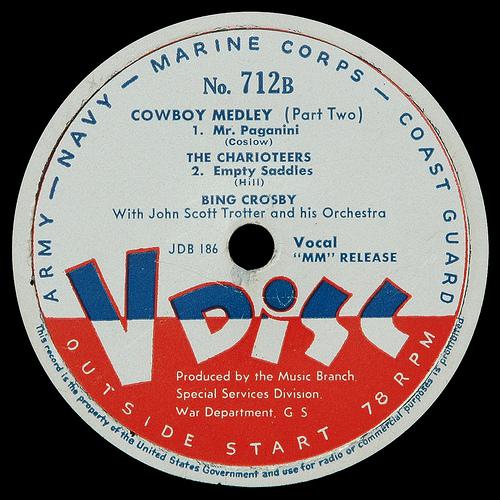 ARMY — NAVY — MARINE CORPS — COAST GUARD
No. 712B
COWBOY MEDLEY (Part Two)
1. Mr. Paganini
(Coslow)
THE CHARIOTEERS
2. Empty Saddles
(Hill)
BING CROSBY
With John Scott Trotter and his Orchestra
JDB 186
Vocal
"MM" RELEASE
V DISC
Produced by the Music Branch,
Special Services Division,
War Department, G S
OUTSIDE START 78 RPM
This record is the property of the United States Government and use for radio or commercial purposes is prohibited